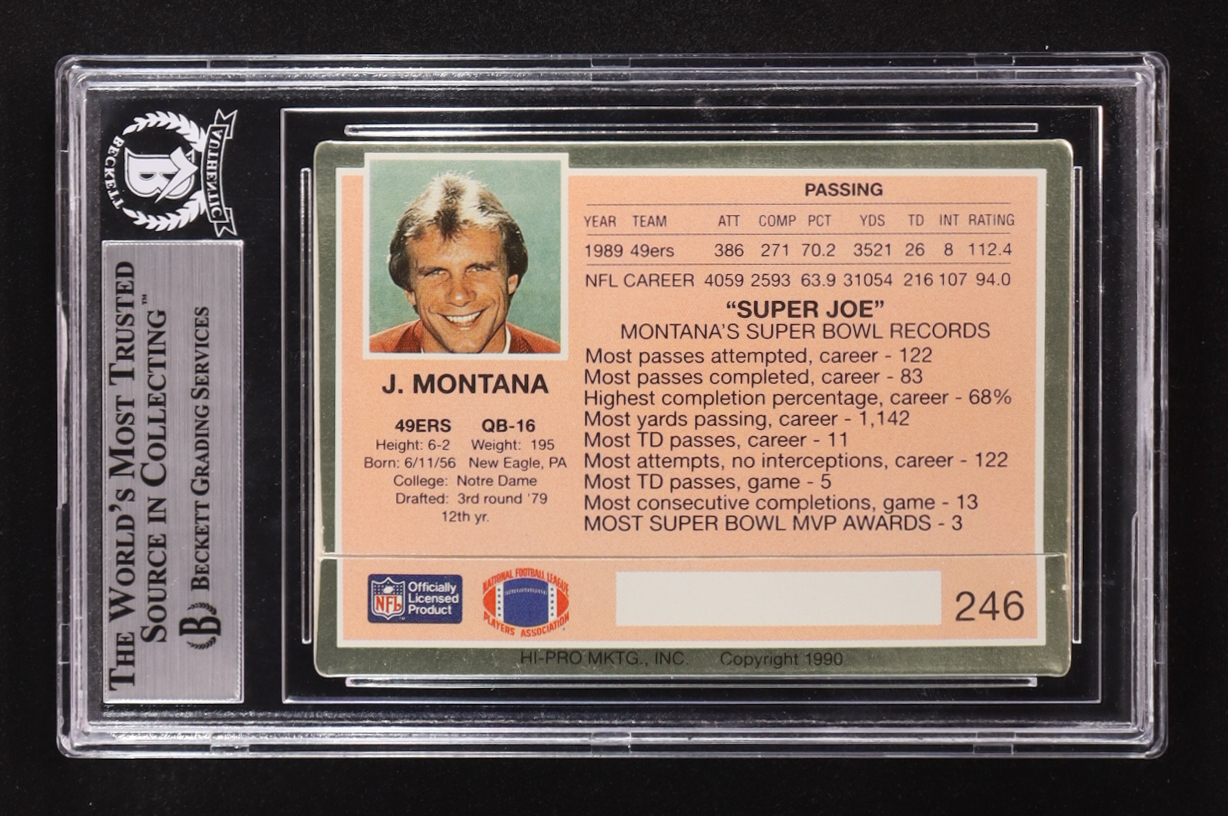 BECKETT
AUTHENTIC
B
THE WORLD'S MOST TRUSTED
SOURCE IN COLLECTING™
B BECKETT GRADING SERVICES
PASSING
YEAR TEAM ATT COMP PCT YDS TD INT RATING
1989 49ers 386 271 70.2 3521 26 8 112.4
NFL CAREER 4059 2593 63.9 31054 216 107 94.0
"SUPER JOE"
MONTANA'S SUPER BOWL RECORDS
Most passes attempted, career - 122
Most passes completed, career - 83
Highest completion percentage, career - 68%
Most yards passing, career - 1,142
Most TD passes, career - 11
Most attempts, no interceptions, career - 122
Most TD passes, game - 5
Most consecutive completions, game - 13
MOST SUPER BOWL MVP AWARDS - 3
J. MONTANA
49ERS QB-16
Height: 6-2 Weight: 195
Born: 6/11/56 New Eagle, PA
College: Notre Dame
Drafted: 3rd round '79
12th yr.
NFL
Officially
Licensed
Product
NATIONAL FOOTBALL LEAGUE
PLAYERS ASSOCIATION
246
HI-PRO MKTG., INC. Copyright 1990